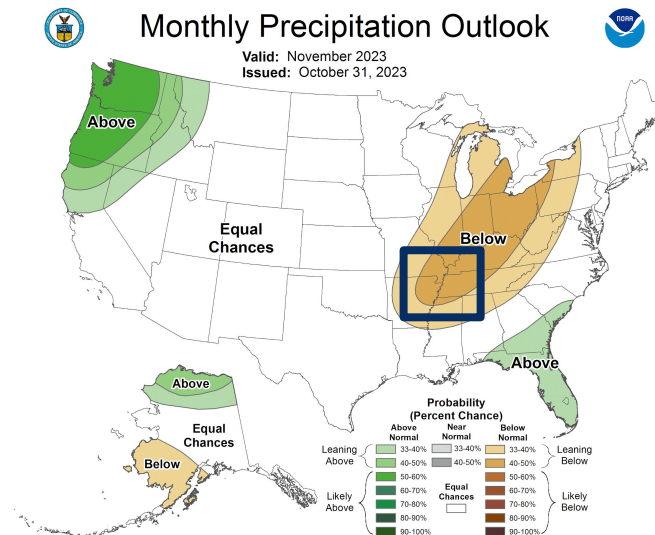 Monthly Precipitation Outlook
NOAA
Valid: November 2023
Issued: October 31, 2023
Above
Equal
Chances
Below
Above
Above
Equal
Chances
Below
Probability
(Percent Chance)
Above Normal
Near Normal
Below Normal
Leaning Above
33-40%
40-50%
Likely Above
50-60%
60-70%
70-80%
80-90%
90-100%
33-40%
40-50%
Equal Chances
33-40%
40-50%
Leaning Below
50-60%
60-70%
70-80%
80-90%
90-100%
Likely Below